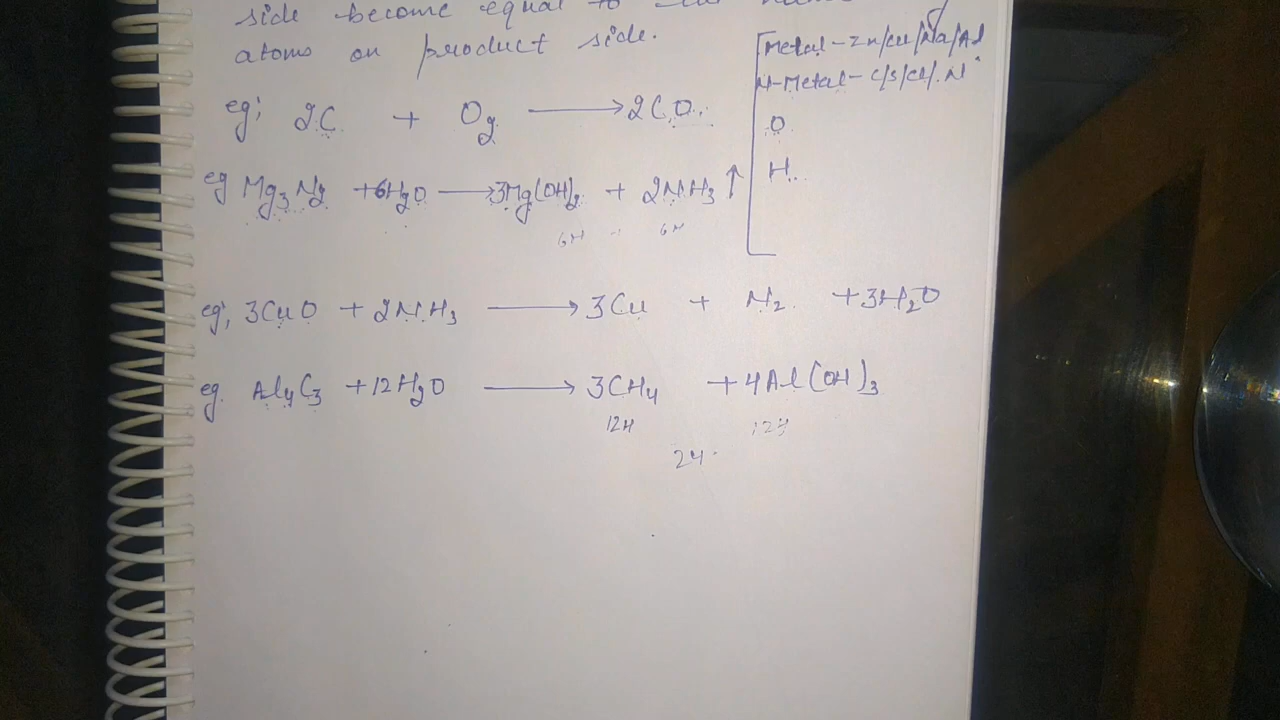 side become equal to
atoms on product side.
[Metal - Zn/Cu/Na/Al
N-Metal - C/S/Cl/N
O
H
eg; 2C + O₂ ⟶ 2CO
eg Mg₃N₂ + 6H₂O ⟶ 3Mg(OH)₂ + 2NH₃ ↑
6H 6H
eg; 3CuO + 2NH₃ ⟶ 3Cu + N₂ + 3H₂O
eg. Al₄C₃ + 12H₂O ⟶ 3CH₄ + 4Al(OH)₃
12H 12H
24